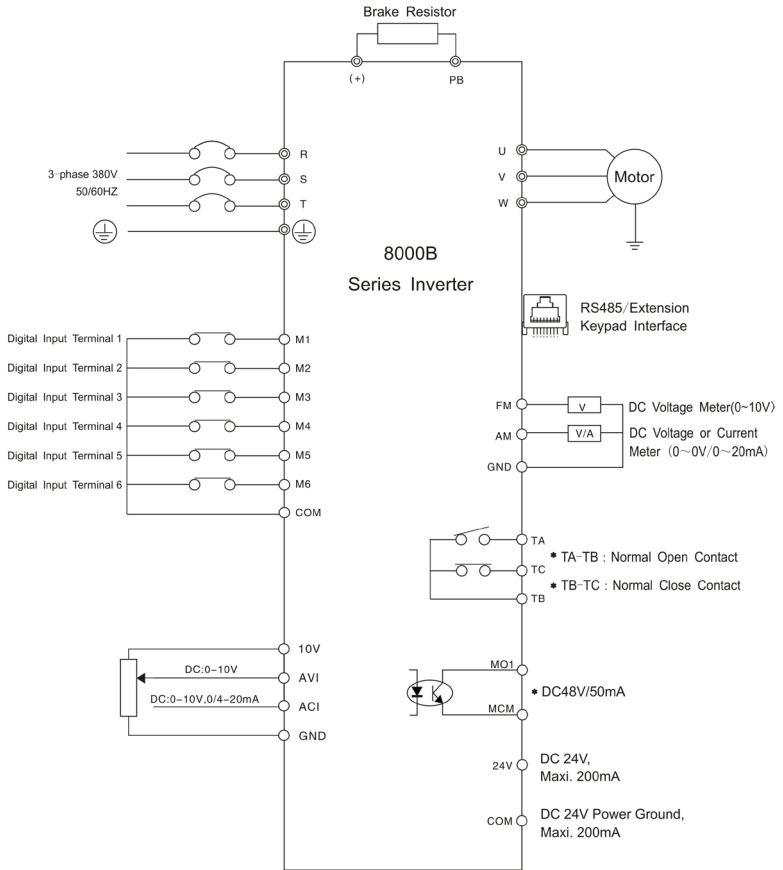 Brake Resistor
(+)
PB
R
3-phase 380V
S
50/60HZ
T
U
V
W
Motor
8000B
Series Inverter
RS485/Extension
Keypad Interface
Digital Input Terminal 1
M1
Digital Input Terminal 2
M2
Digital Input Terminal 3
M3
Digital Input Terminal 4
M4
Digital Input Terminal 5
M5
Digital Input Terminal 6
M6
COM
FM
V
DC Voltage Meter(0~10V)
AM
V/A
DC Voltage or Current
Meter (0～0V/0～20mA)
GND
TA
* TA-TB : Normal Open Contact
TC
* TB-TC : Normal Close Contact
TB
10V
DC:0-10V
AVI
DC:0-10V,0/4-20mA
ACI
GND
MO1
* DC48V/50mA
MCM
24V
DC 24V,
Maxi. 200mA
COM
DC 24V Power Ground,
Maxi. 200mA